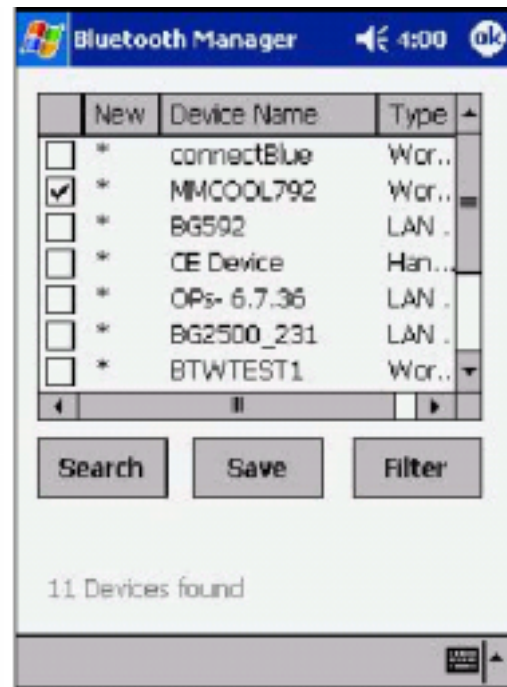 Bluetooth Manager 4:00 ok
New Device Name Type
* connectBlue Wor..
* MMCOOL792 Wor..
* BG592 LAN .
* CE Device Han...
* OPs- 6.7.36 LAN .
* BG2500_231 LAN .
* BTWTEST1 Wor..
Search Save Filter
11 Devices found